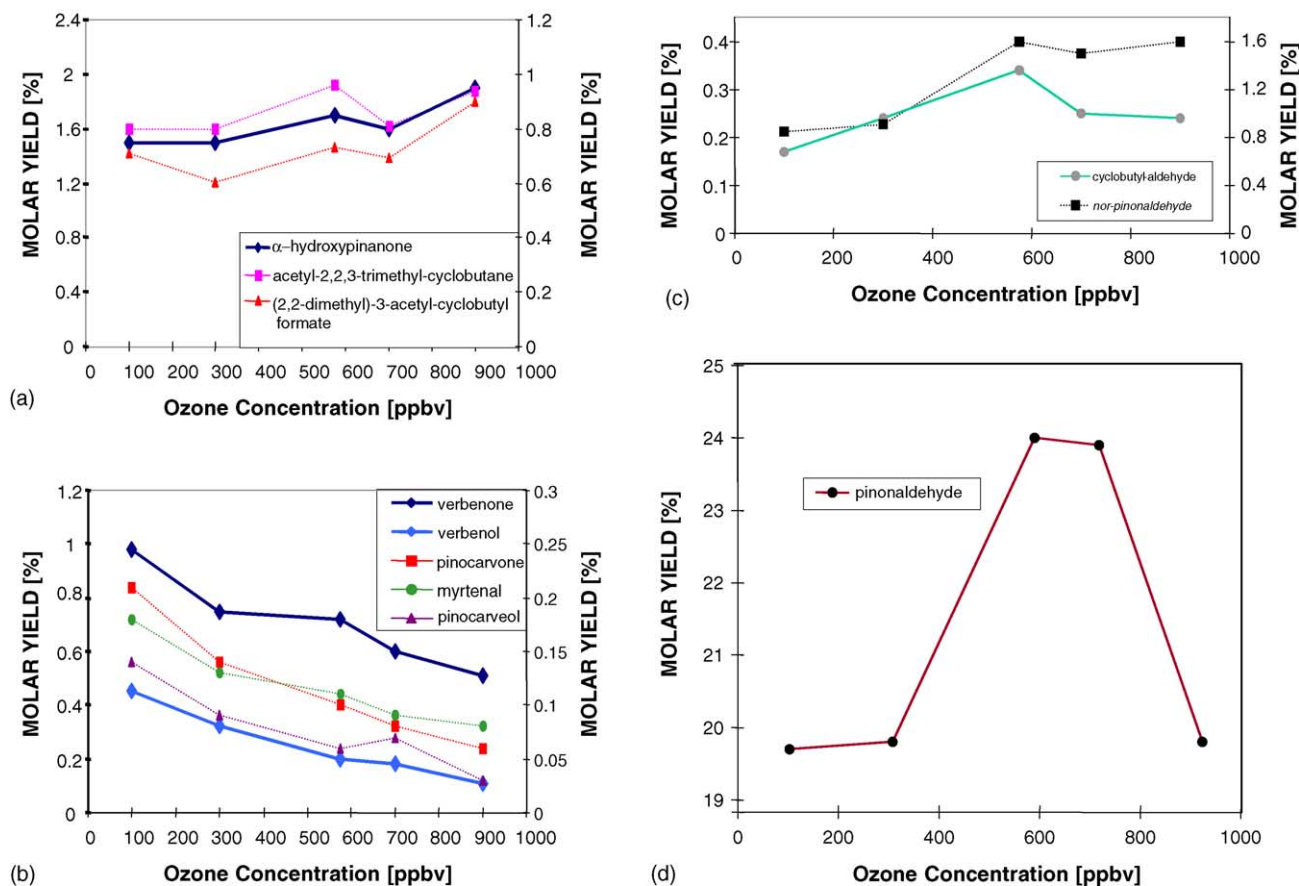 2.4
2
1.6
1.2
0.8
0.4
0
MOLAR YIELD [%]
1.2
1
0.8
0.6
0.4
0.2
0
MOLAR YIELD [%]
α–hydroxypinanone
acetyl-2,2,3-trimethyl-cyclobutane
(2,2-dimethyl)-3-acetyl-cyclobutyl
formate
0 100 200 300 400 500 600 700 800 900 1000
Ozone Concentration [ppbv]
(a)
1.2
1
0.8
0.6
0.4
0.2
0
MOLAR YIELD [%]
0.3
0.25
0.2
0.15
0.1
0.05
0
MOLAR YIELD [%]
verbenone
verbenol
pinocarvone
myrtenal
pinocarveol
0 100 200 300 400 500 600 700 800 900 1000
Ozone Concentration [ppbv]
(b)
0.4
0.3
0.2
0.1
0
MOLAR YIELD [%]
1.6
1.2
0.8
0.4
0
MOLAR YIELD [%]
cyclobutyl-aldehyde
nor-pinonaldehyde
0 200 400 600 800 1000
Ozone Concentration [ppbv]
(c)
25
24
23
22
21
20
19
MOLAR YIELD [%]
pinonaldehyde
0 200 400 600 800 1000
Ozone Concentration [ppbv]
(d)